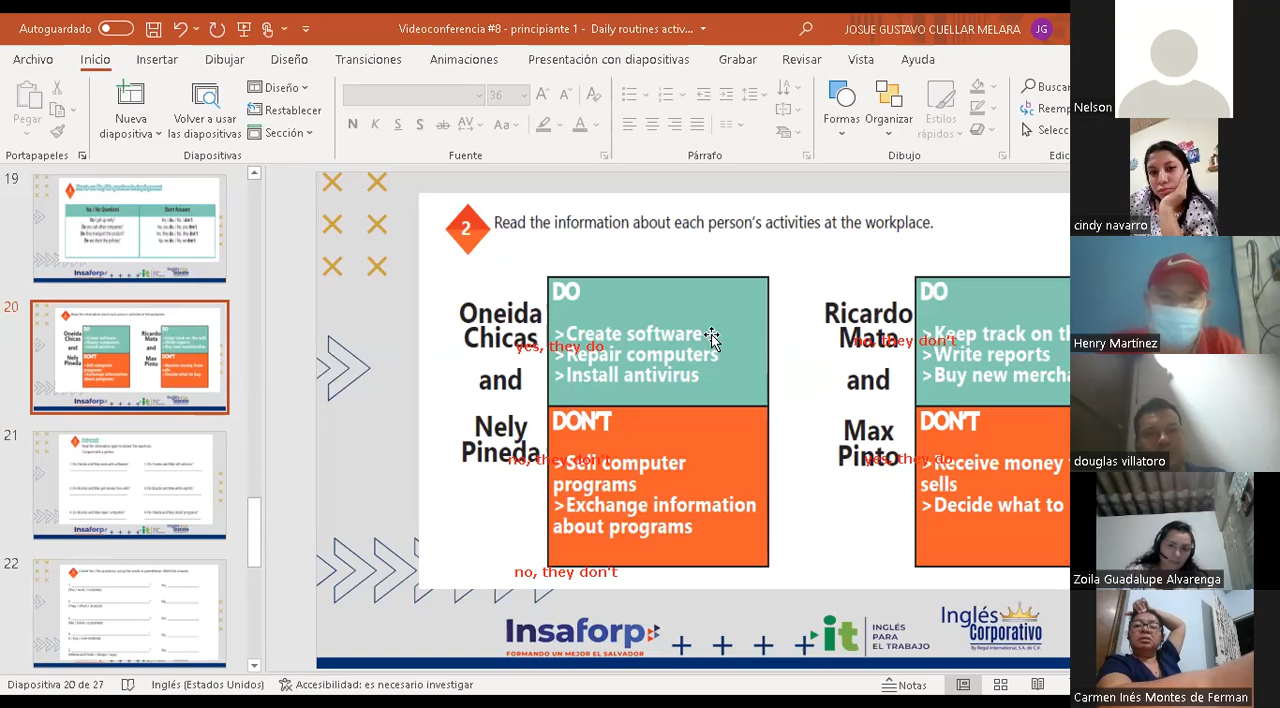 Autoguardado
Videoconferencia #8 - principiante 1 - Daily routines activ...
JOSUE GUSTAVO CUELLAR MELARA
JG
Archivo
Inicio
Insertar
Dibujar
Diseño
Transiciones
Animaciones
Presentación con diapositivas
Grabar
Revisar
Vista
Ayuda
Pegar
Nueva
diapositiva
Volver a usar
las diapositivas
Diseño
Restablecer
Sección
36
Formas
Organizar
Estilos
rápidos
Portapapeles
Diapositivas
Fuente
Párrafo
Dibujo
19
20
21
22
2
Read the information about each person's activities at the workplace.
Oneida
Chicas
and
Nely
Pineda
DO
>Create software
>Repair computers
>Install antivirus
DON'T
>Sell computer
programs
>Exchange information
about programs
Ricardo
Mata
and
Max
Pinto
DO
>Keep track on
>Write reports
>Buy new
DON'T
>Receive money
sells
>Decide what to
yes, they do
no, they don't
no, they don't
yes, they do
no, they don't
Insaforp
FORMANDO UN MEJOR EL SALVADOR
it
INGLÉS
PARA
EL TRABAJO
Inglés
Corporativo
By Regal International, S.A. de C.V.
Diapositiva 20 de 27
Inglés (Estados Unidos)
Accesibilidad: es necesario investigar
Notas
Nelson
cindy navarro
Henry Martínez
douglas villatoro
Zoila Guadalupe Alvarenga
Carmen Inés Montes de Ferman